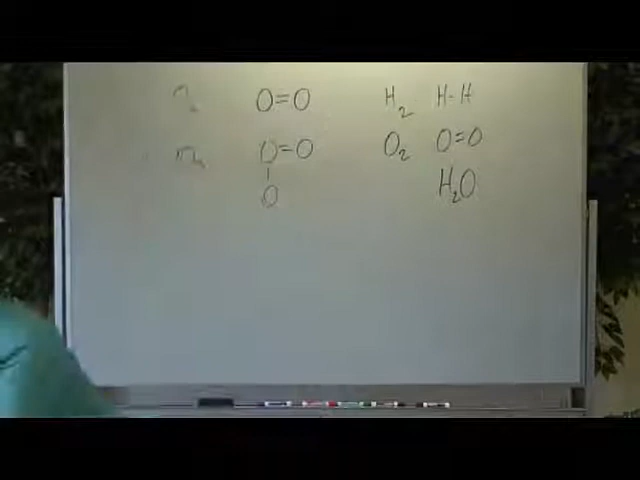 O=O H₂ H-H
O=O O₂ O=O
|
O H₂O